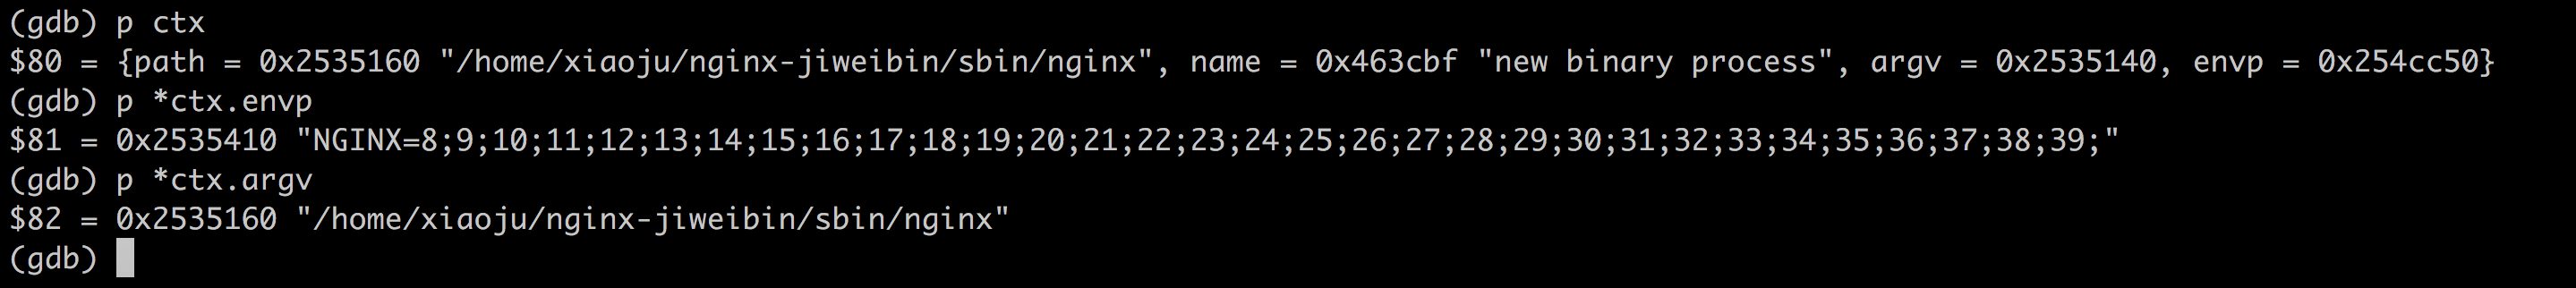 (gdb) p ctx
$80 = {path = 0x2535160 "/home/xiaoju/nginx-jiweibin/sbin/nginx", name = 0x463cbf "new binary process", argv = 0x2535140, envp = 0x254cc50}
(gdb) p *ctx.envp
$81 = 0x2535410 "NGINX=8;9;10;11;12;13;14;15;16;17;18;19;20;21;22;23;24;25;26;27;28;29;30;31;32;33;34;35;36;37;38;39;"
(gdb) p *ctx.argv
$82 = 0x2535160 "/home/xiaoju/nginx-jiweibin/sbin/nginx"
(gdb)